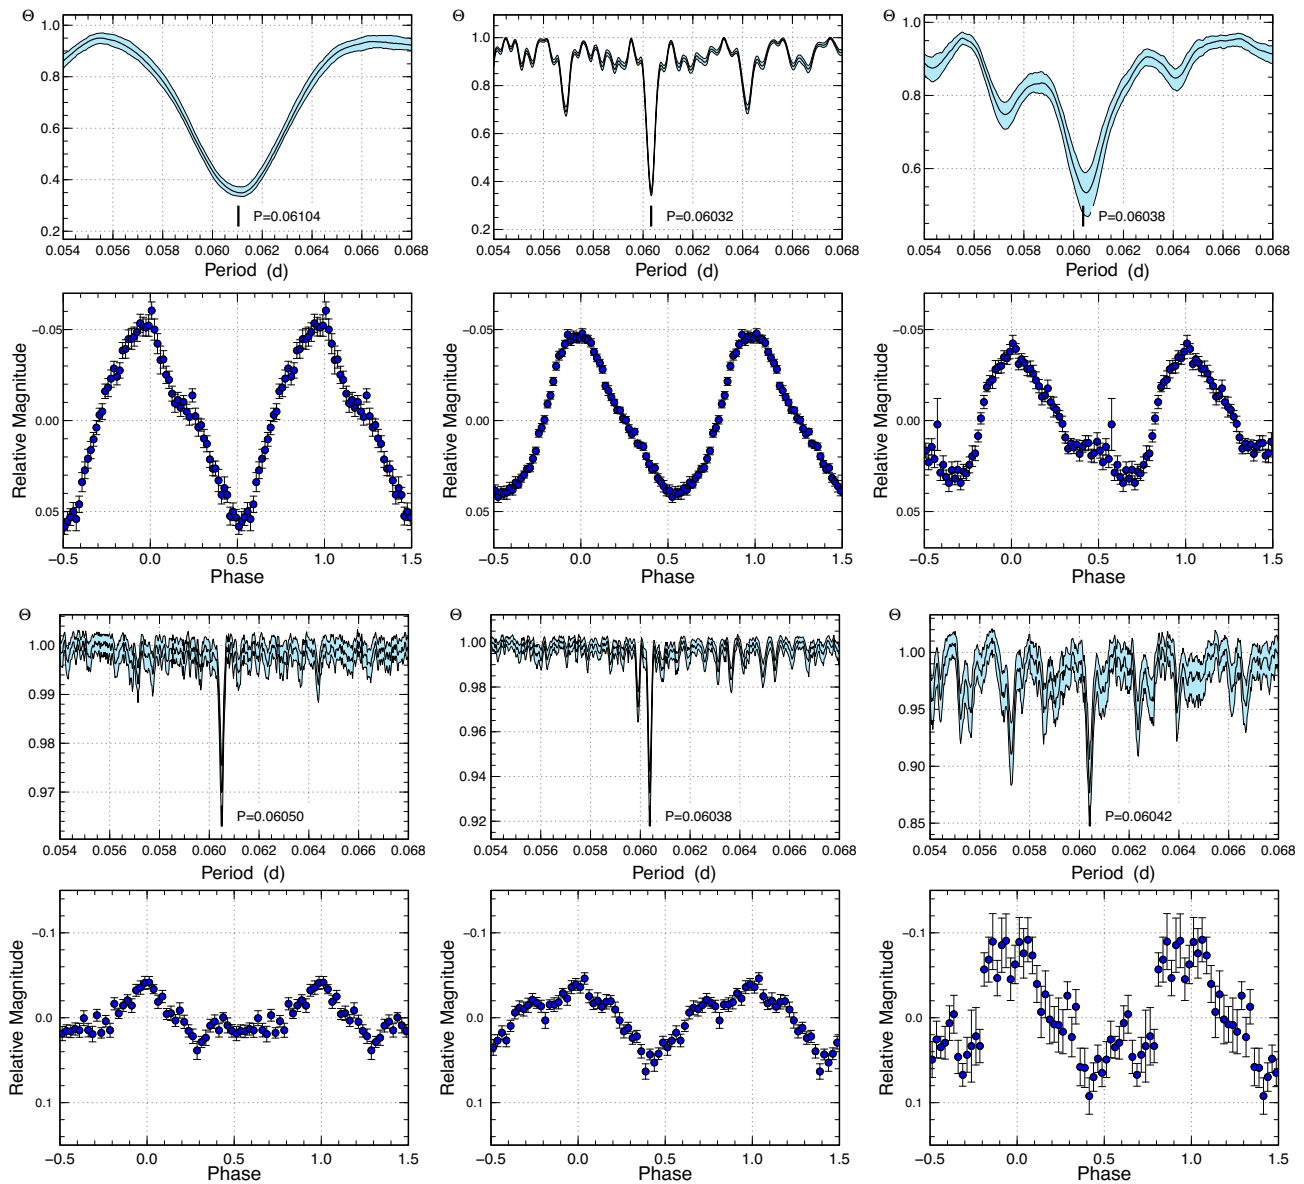 Θ Θ Θ
1.0 1.0 1.0
0.8 0.8 0.8
0.6 0.6 0.6
0.4 0.4
0.2 0.2
P=0.06104 P=0.06032 P=0.06038
0.054 0.056 0.058 0.060 0.062 0.064 0.066 0.068 0.054 0.056 0.058 0.060 0.062 0.064 0.066 0.068 0.054 0.056 0.058 0.060 0.062 0.064 0.066 0.068
Period (d) Period (d) Period (d)
Relative Magnitude Relative Magnitude Relative Magnitude
−0.05 −0.05 −0.05
0.00 0.00 0.00
0.05 0.05 0.05
−0.5 0.0 0.5 1.0 1.5 −0.5 0.0 0.5 1.0 1.5 −0.5 0.0 0.5 1.0 1.5
Phase Phase Phase
Θ Θ Θ
1.00 1.00 1.00
0.99 0.98 0.95
0.98 0.96 0.90
0.97 0.94 0.85
0.92
P=0.06050 P=0.06038 P=0.06042
0.054 0.056 0.058 0.060 0.062 0.064 0.066 0.068 0.054 0.056 0.058 0.060 0.062 0.064 0.066 0.068 0.054 0.056 0.058 0.060 0.062 0.064 0.066 0.068
Period (d) Period (d) Period (d)
Relative Magnitude Relative Magnitude Relative Magnitude
−0.1 −0.1 −0.1
0.0 0.0 0.0
0.1 0.1 0.1
−0.5 0.0 0.5 1.0 1.5 −0.5 0.0 0.5 1.0 1.5 −0.5 0.0 0.5 1.0 1.5
Phase Phase Phase